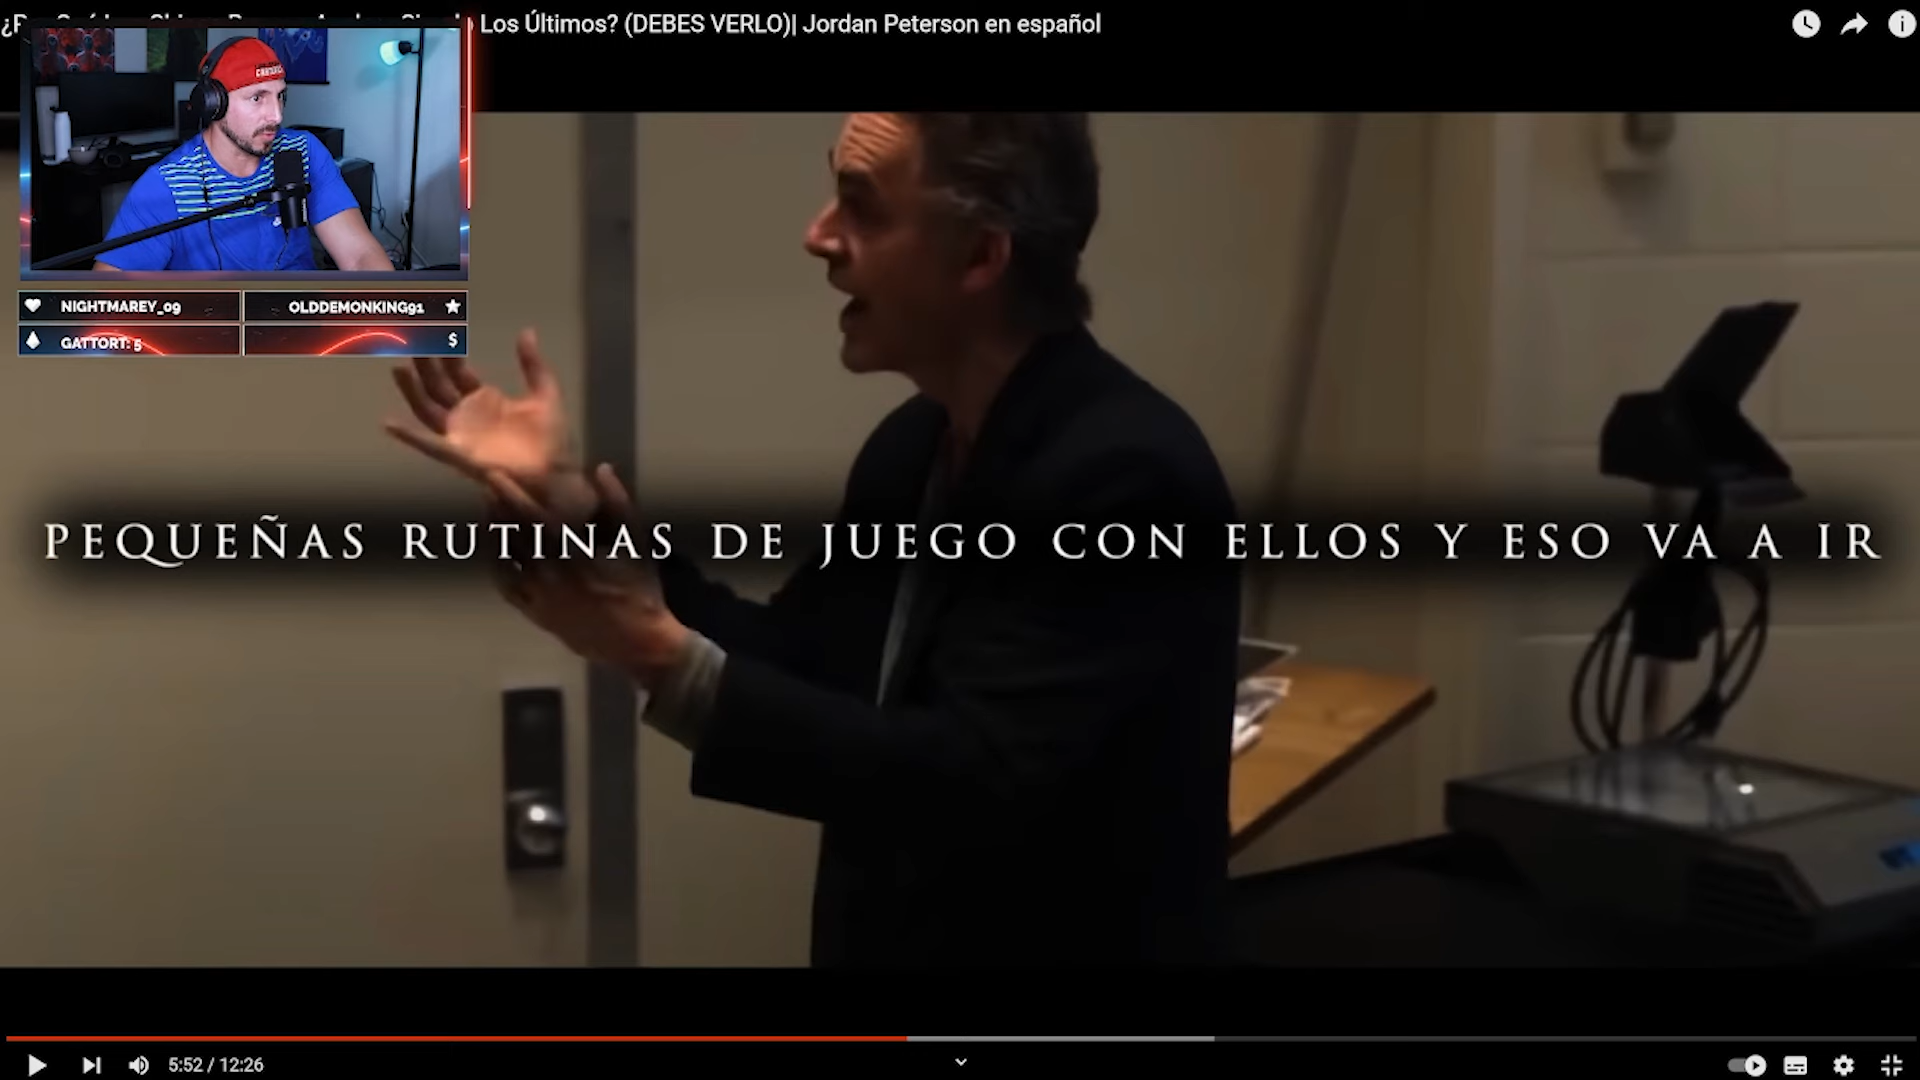 Los Últimos? (DEBES VERLO)| Jordan Peterson en español
NIGHTMAREY_09
OLDDEMONKING91
GATTORT: 5
$
PEQUEÑAS RUTINAS DE JUEGO CON ELLOS Y ESO VA A IR
5:52 / 12:26